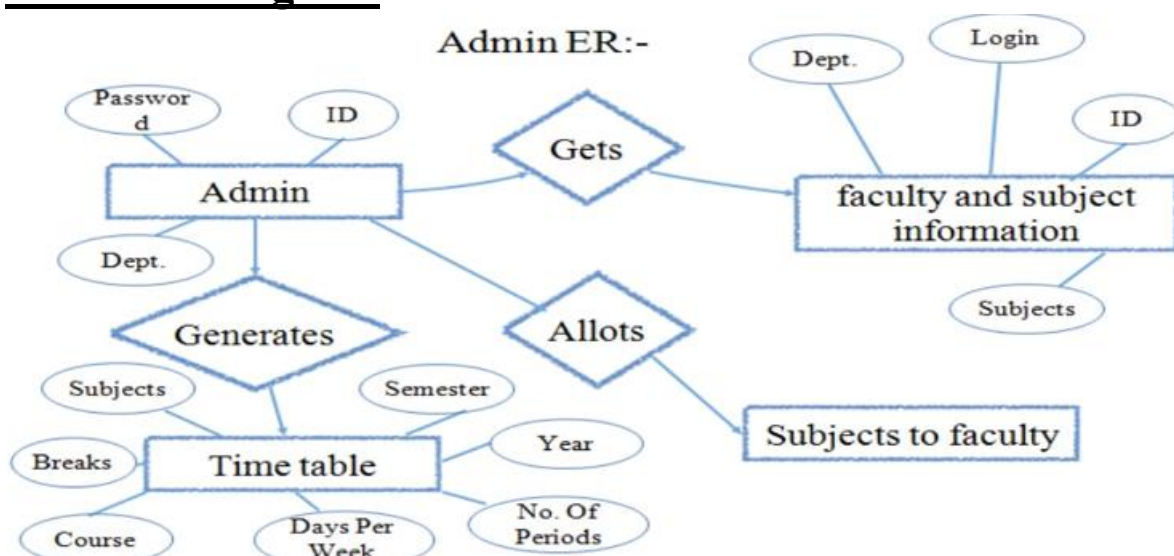 Admin ER:-
Login
Dept.
Passwor
d
ID
ID
Gets
Admin
faculty and subject
information
Dept.
Subjects
Generates
Allots
Subjects
Semester
Subjects to faculty
Year
Breaks
Time table
No. Of
Periods
Course
Days Per
Week